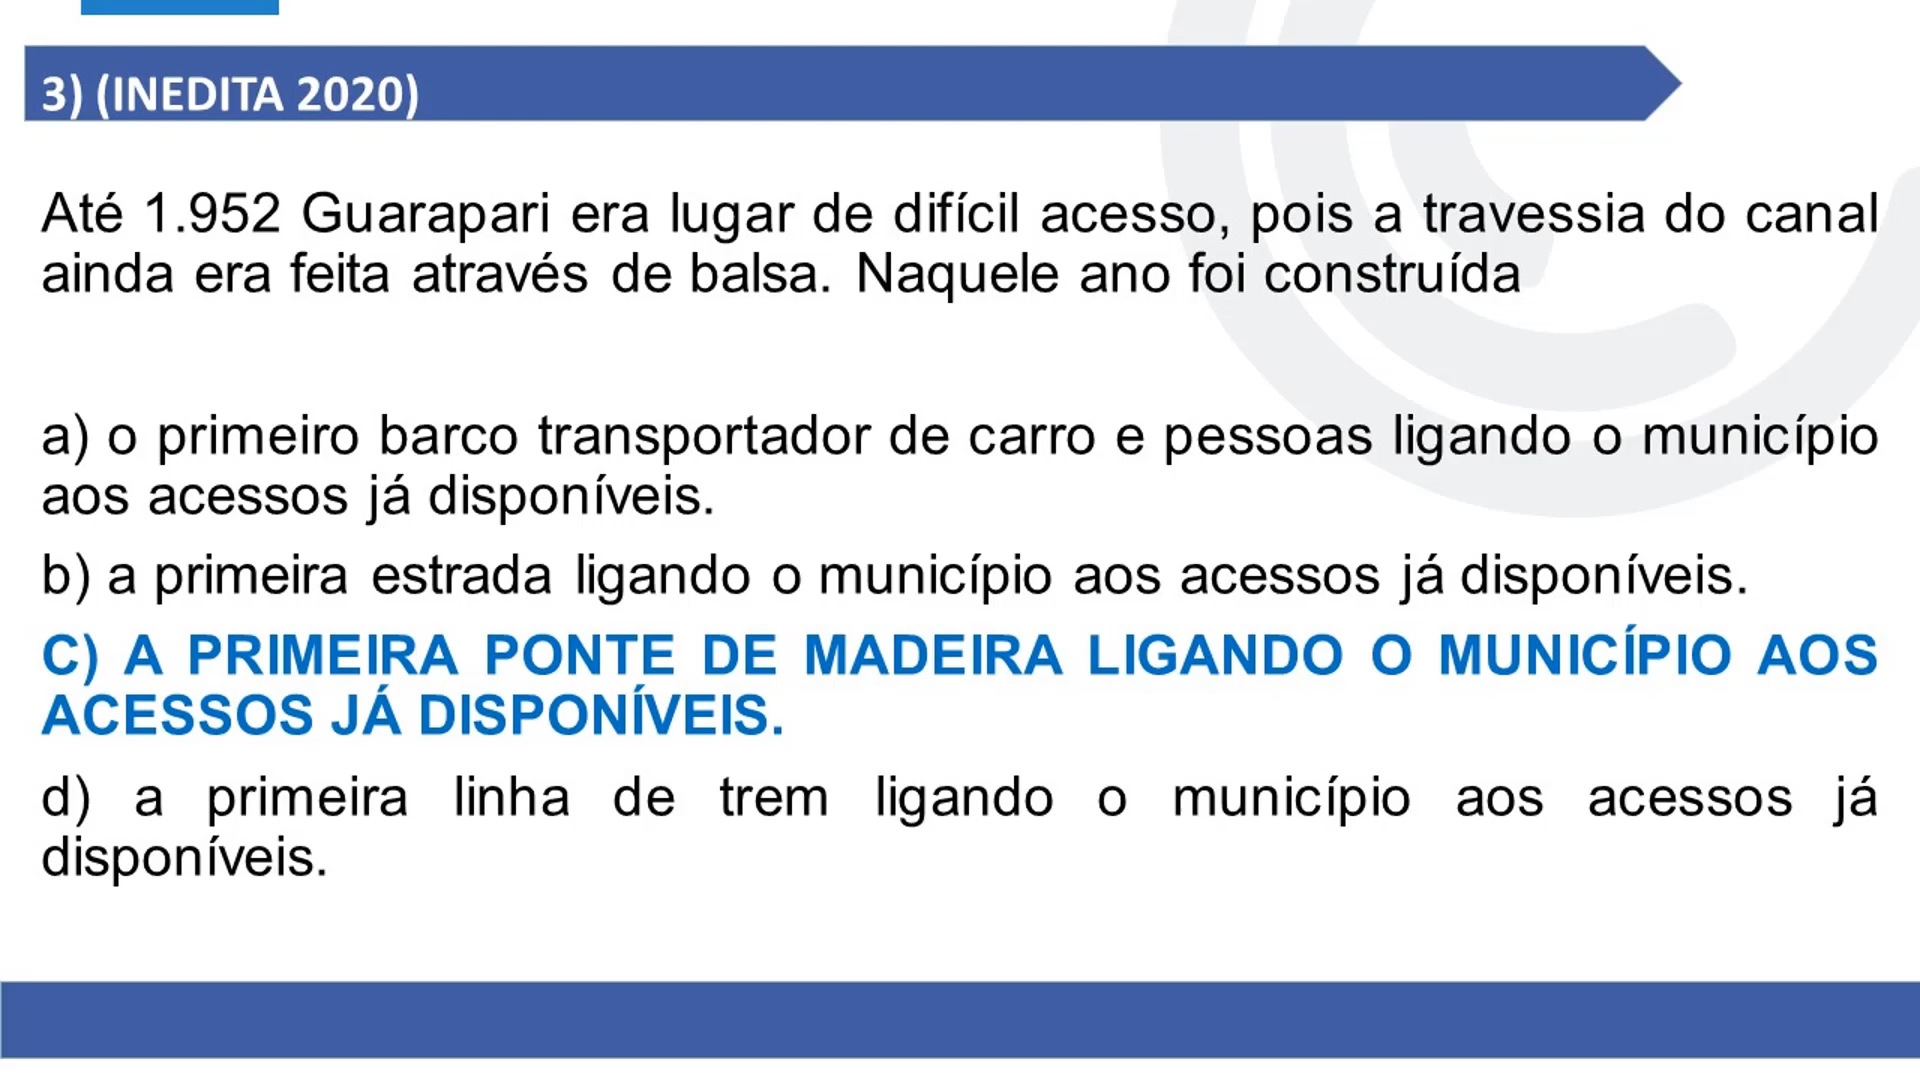 3) (INEDITA 2020)
Até 1.952 Guarapari era lugar de difícil acesso, pois a travessia do canal
ainda era feita através de balsa. Naquele ano foi construída
a) o primeiro barco transportador de carro e pessoas ligando o município
aos acessos já disponíveis.
b) a primeira estrada ligando o município aos acessos já disponíveis.
C) A PRIMEIRA PONTE DE MADEIRA LIGANDO O MUNICÍPIO AOS
ACESSOS JÁ DISPONÍVEIS.
d) a primeira linha de trem ligando o município aos acessos já
disponíveis.